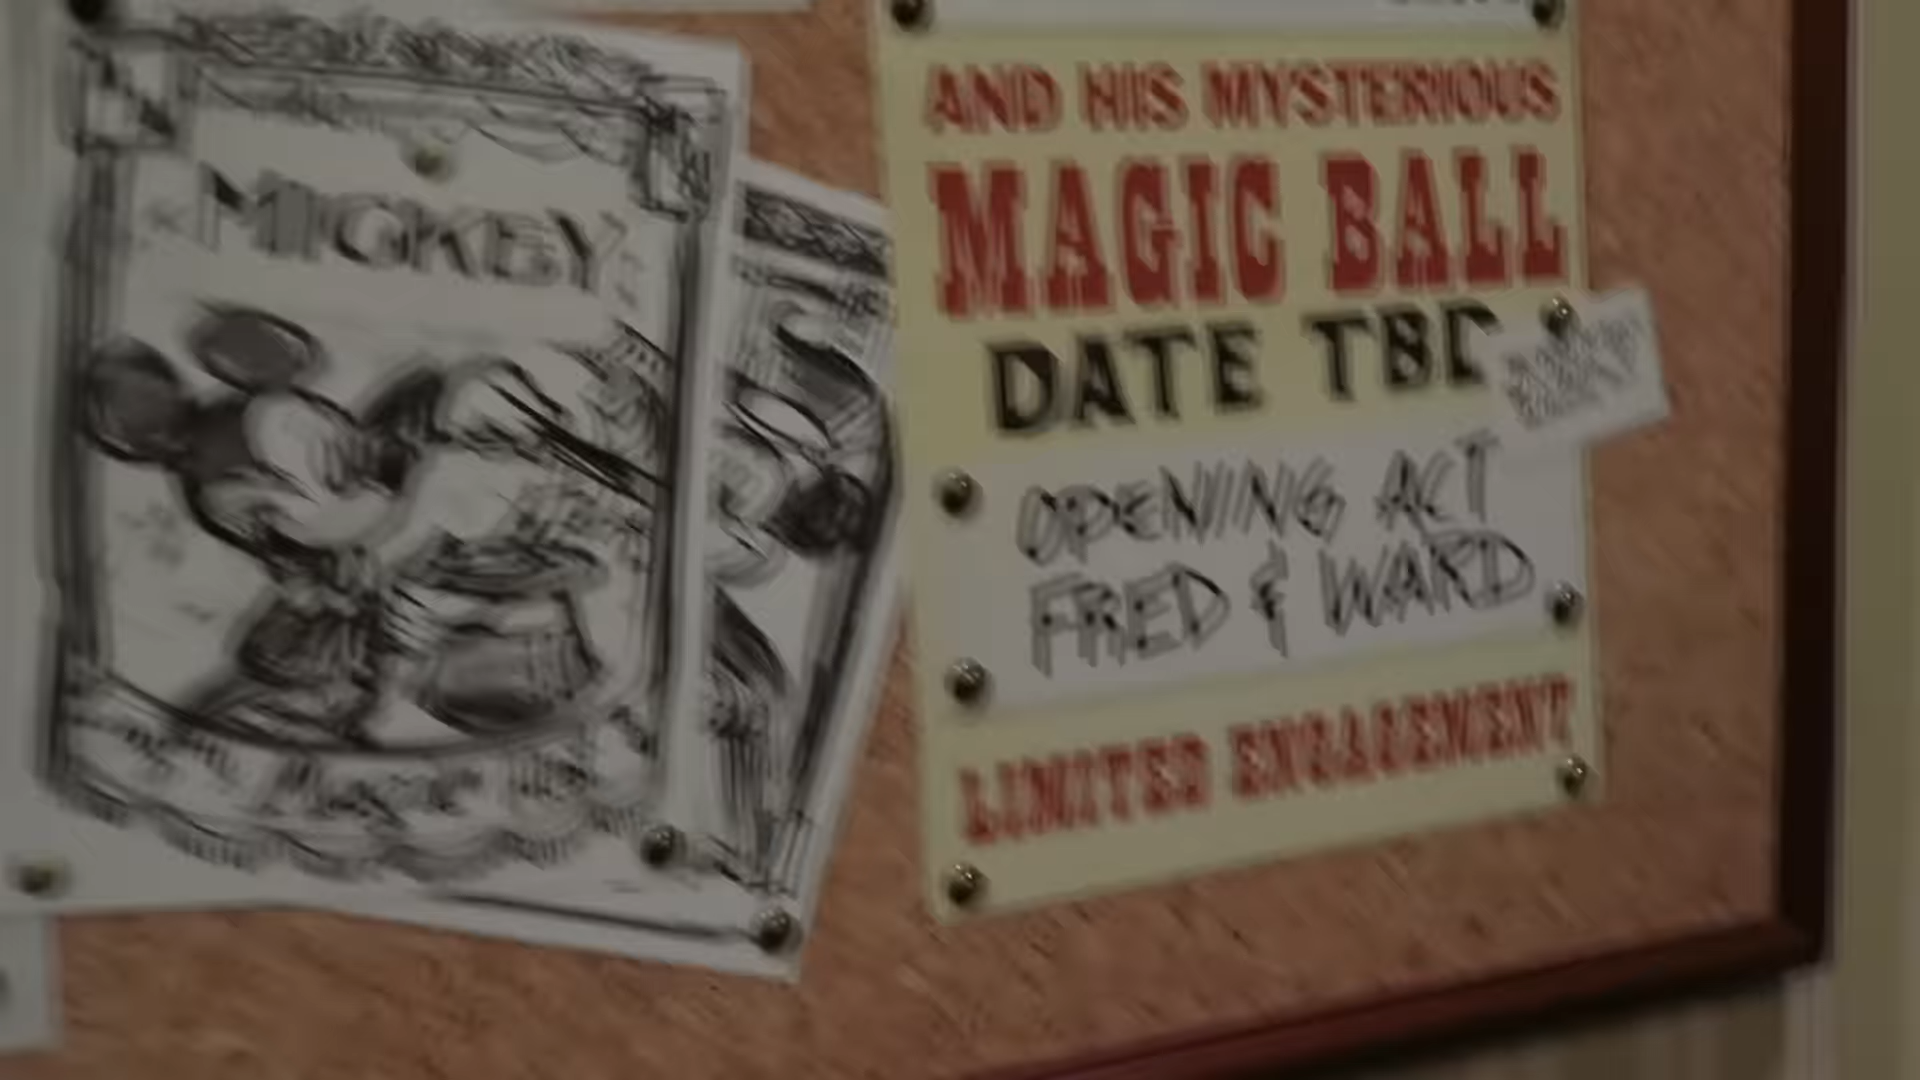 MICKEY
AND HIS MYSTERIOUS
MAGIC BALL
DATE TBD
OPENING ACT
FRED & WARD
LIMITED ENGAGEMENT